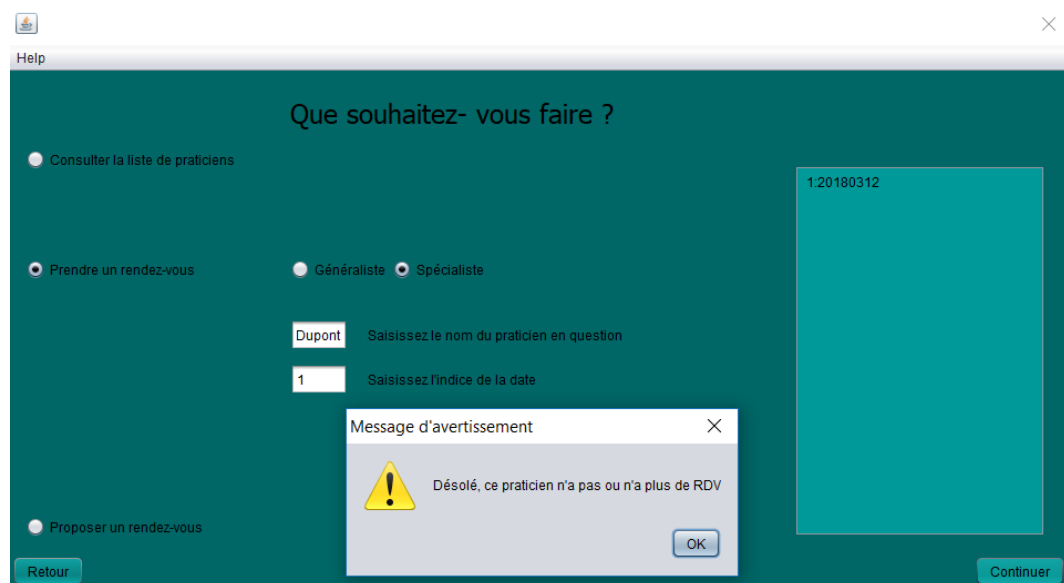 Help
Que souhaitez- vous faire ?
Consulter la liste de praticiens
1:20180312
Prendre un rendez-vous
Généraliste
Spécialiste
Dupont
Saisissez le nom du praticien en question
1
Saisissez l'indice de la date
Message d'avertissement
Désolé, ce praticien n'a pas ou n'a plus de RDV
OK
Proposer un rendez-vous
Retour
Continuer